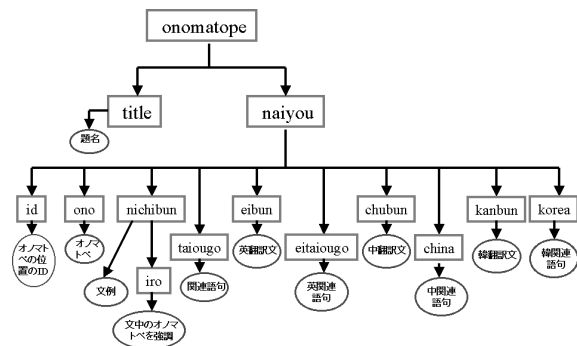 onomatope
title
naiyou
題名
id
ono
nichibun
eibun
chubun
kanbun
korea
taiougo
eitaiougo
china
オノマト
ペの位
置のID
オノマ
トペ
英翻訳文
中翻訳文
韓翻訳文
韓関連
語句
iro
文例
関連語句
英関連
語句
中関連
語句
文中のオノマ
トペを強調